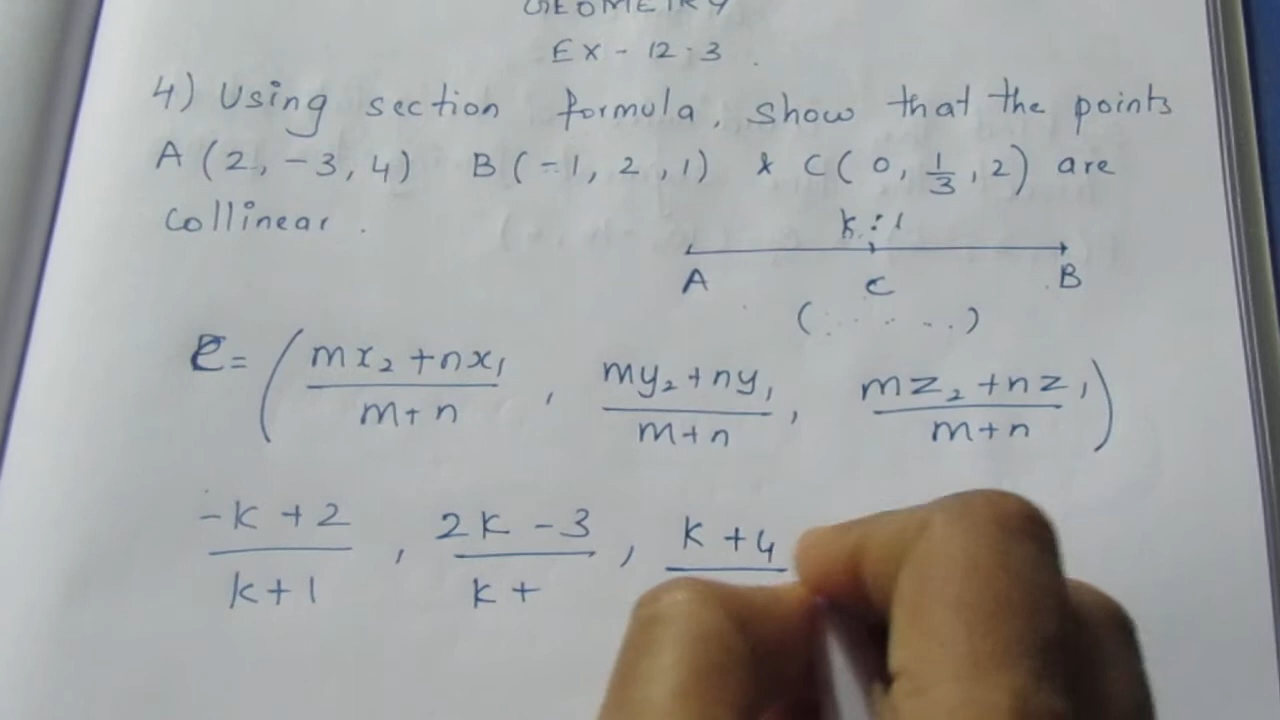 GEOMETRY
EX - 12.3
4) Using section formula, show that the points
A (2, -3, 4) B (-1, 2, 1) & C (0, 1/3, 2) are
collinear.
k : 1
A C B
(. . . . . .)
C = ( mx₂ + nx₁ / m + n , my₂ + ny₁ / m + n , mz₂ + nz₁ / m + n )
-k + 2 / k + 1 , 2k - 3 / k + , k + 4